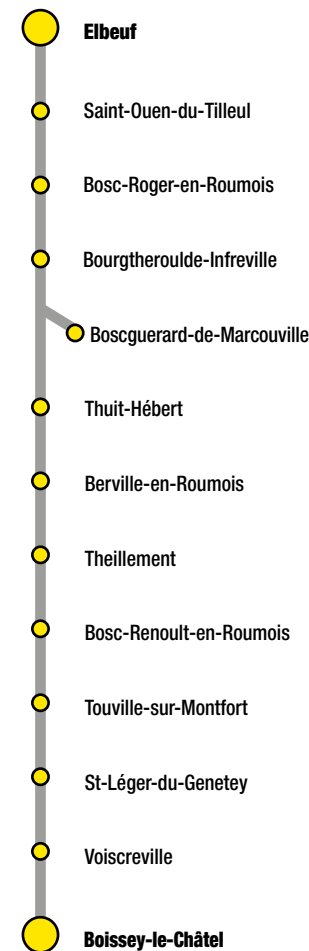 Elbeuf
Saint-Ouen-du-Tilleul
Bosc-Roger-en-Roumois
Bourgtheroulde-Infreville
Boscguerard-de-Marcouville
Thuit-Hébert
Berville-en-Roumois
Theillement
Bosc-Renoult-en-Roumois
Touville-sur-Montfort
St-Léger-du-Genetey
Voiscreville
Boissey-le-Châtel